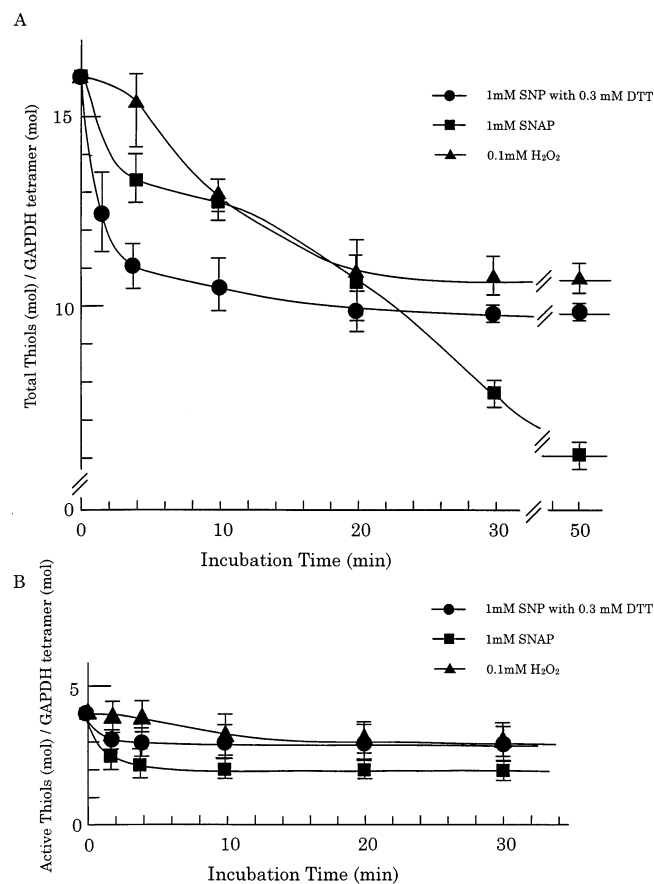 A
1mM SNP with 0.3 mM DTT
1mM SNAP
0.1mM H₂O₂
Total Thiols (mol) / GAPDH tetramer (mol)
15
10
0
0 10 20 30 50
Incubation Time (min)
B
1mM SNP with 0.3 mM DTT
1mM SNAP
0.1mM H₂O₂
Active Thiols (mol) / GAPDH tetramer (mol)
5
0
0 10 20 30
Incubation Time (min)